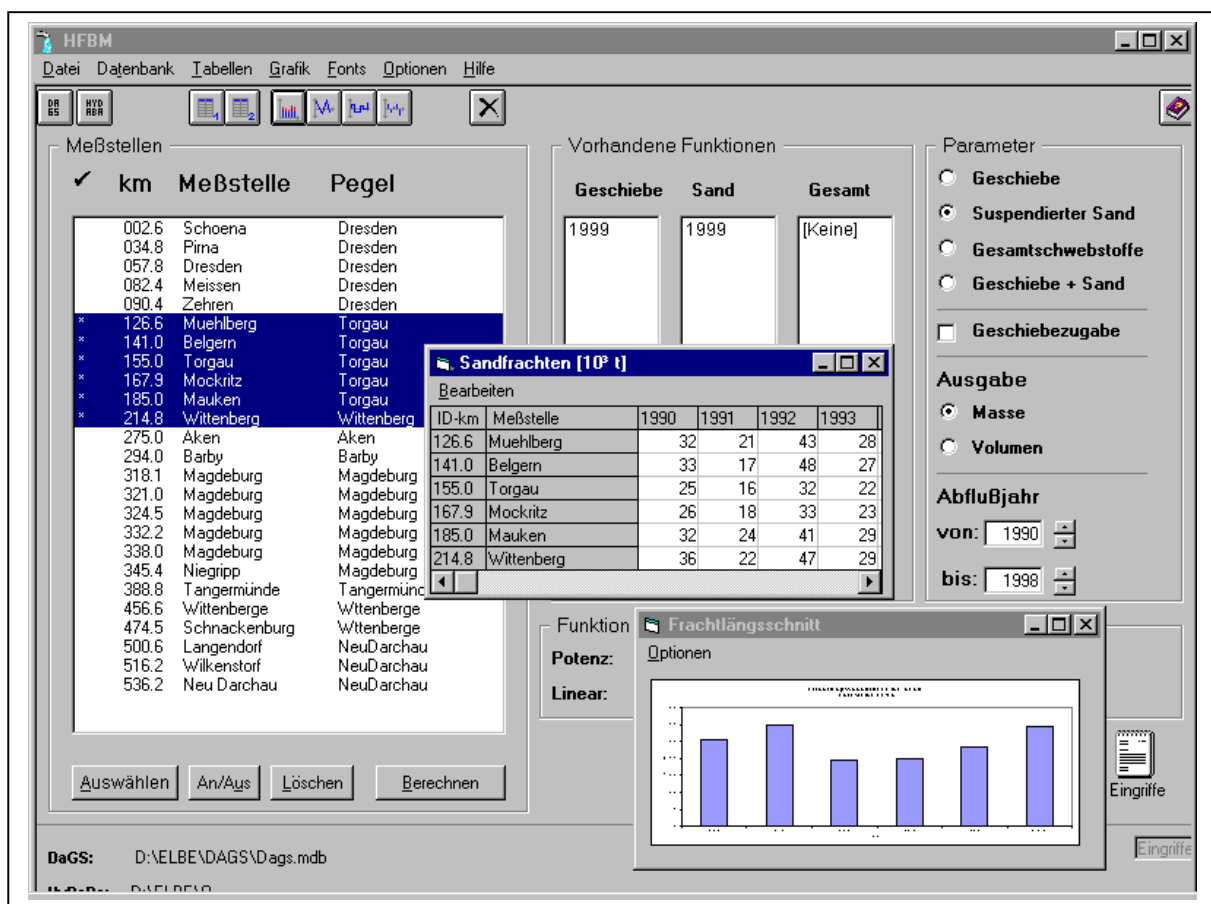 HFBM
Datei Datenbank Tabellen Grafik Fonts Optionen Hilfe
DA GS HYD ABA 1 2
Meßstellen
km Meßstelle Pegel
002.6 Schoena Dresden
034.8 Pirna Dresden
057.8 Dresden Dresden
082.4 Meissen Dresden
090.4 Zehren Dresden
* 126.6 Muehlberg Torgau
* 141.0 Belgern Torgau
* 155.0 Torgau Torgau
* 167.9 Mockritz Torgau
* 185.0 Mauken Torgau
* 214.8 Wittenberg Wittenberg
275.0 Aken Aken
294.0 Barby Barby
318.1 Magdeburg Magdeburg
321.0 Magdeburg Magdeburg
324.5 Magdeburg Magdeburg
332.2 Magdeburg Magdeburg
338.0 Magdeburg Magdeburg
345.4 Niegripp Magdeburg
388.8 Tangermünde Tangermünd
456.6 Wittenberge Wttenberge
474.5 Schnackenburg Wttenberge
500.6 Langendorf NeuDarchau
516.2 Wilkenstorf NeuDarchau
536.2 Neu Darchau NeuDarchau
Auswählen An/Aus Löschen Berechnen
Vorhandene Funktionen
Geschiebe Sand Gesamt
1999 1999 [Keine]
Parameter
Geschiebe
Suspendierter Sand
Gesamtschwebstoffe
Geschiebe + Sand
Geschiebezugabe
Ausgabe
Masse
Volumen
Abflußjahr
von: 1990
bis: 1998
Sandfrachten [10³ t]
Bearbeiten
ID-km Meßstelle 1990 1991 1992 1993
126.6 Muehlberg 32 21 43 28
141.0 Belgern 33 17 48 27
155.0 Torgau 25 16 32 22
167.9 Mockritz 26 18 33 23
185.0 Mauken 32 24 41 29
214.8 Wittenberg 36 22 47 29
Funktion
Potenz:
Linear:
Frachtlängsschnitt
Optionen
Eingriffe
Eingriffe
DaGS: D:\ELBE\DAGS\Dags.mdb